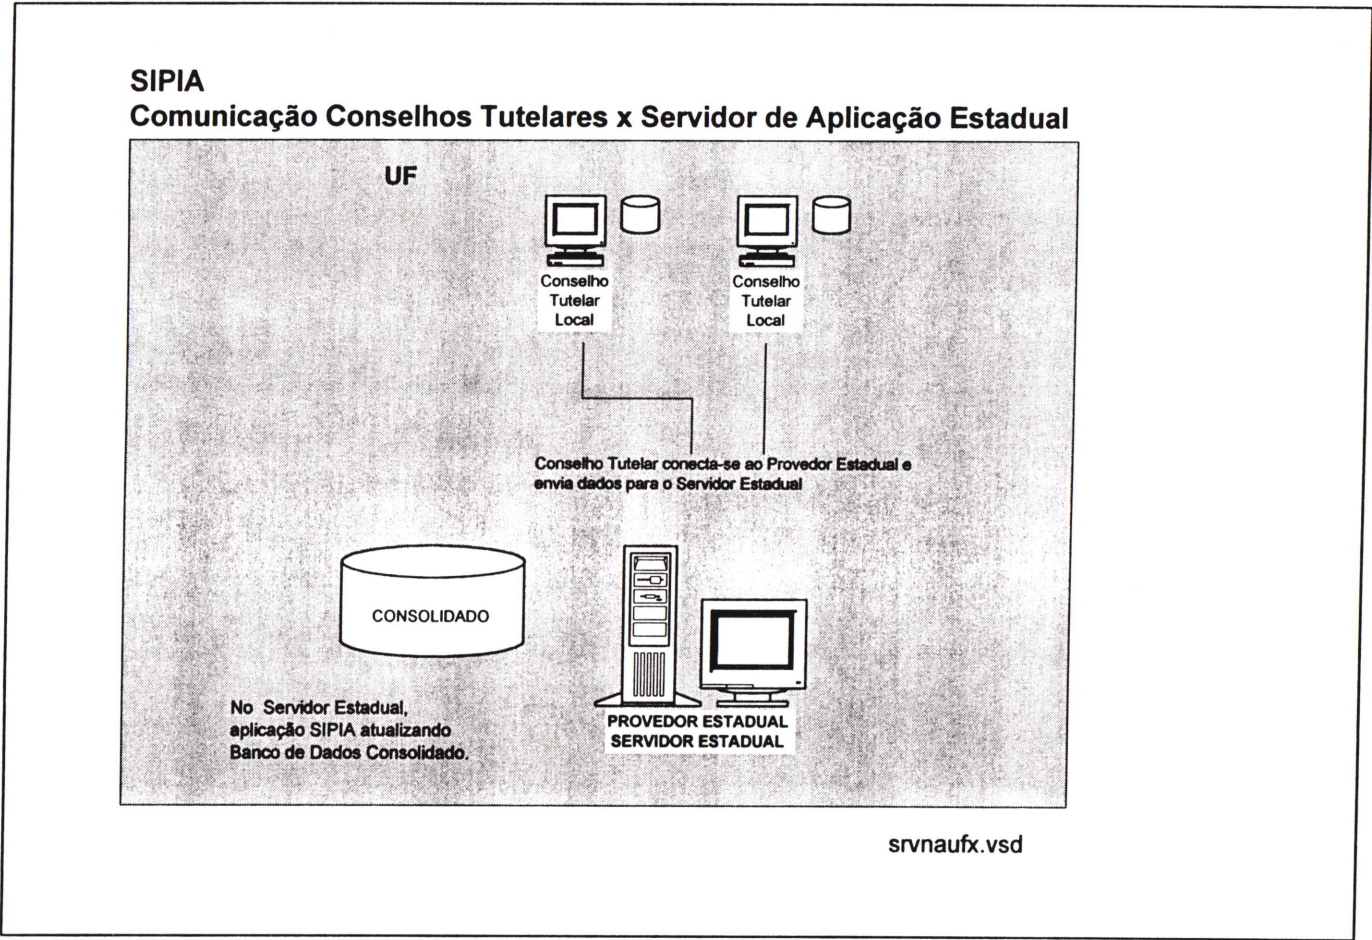 SIPIA
Comunicação Conselhos Tutelares x Servidor de Aplicação Estadual
UF
Conselho
Tutelar
Local
Conselho
Tutelar
Local
Conselho Tutelar conecta-se ao Provedor Estadual e
envia dados para o Servidor Estadual
CONSOLIDADO
No Servidor Estadual,
aplicação SIPIA atualizando
Banco de Dados Consolidado.
PROVEDOR ESTADUAL
SERVIDOR ESTADUAL
srvnaufx.vsd